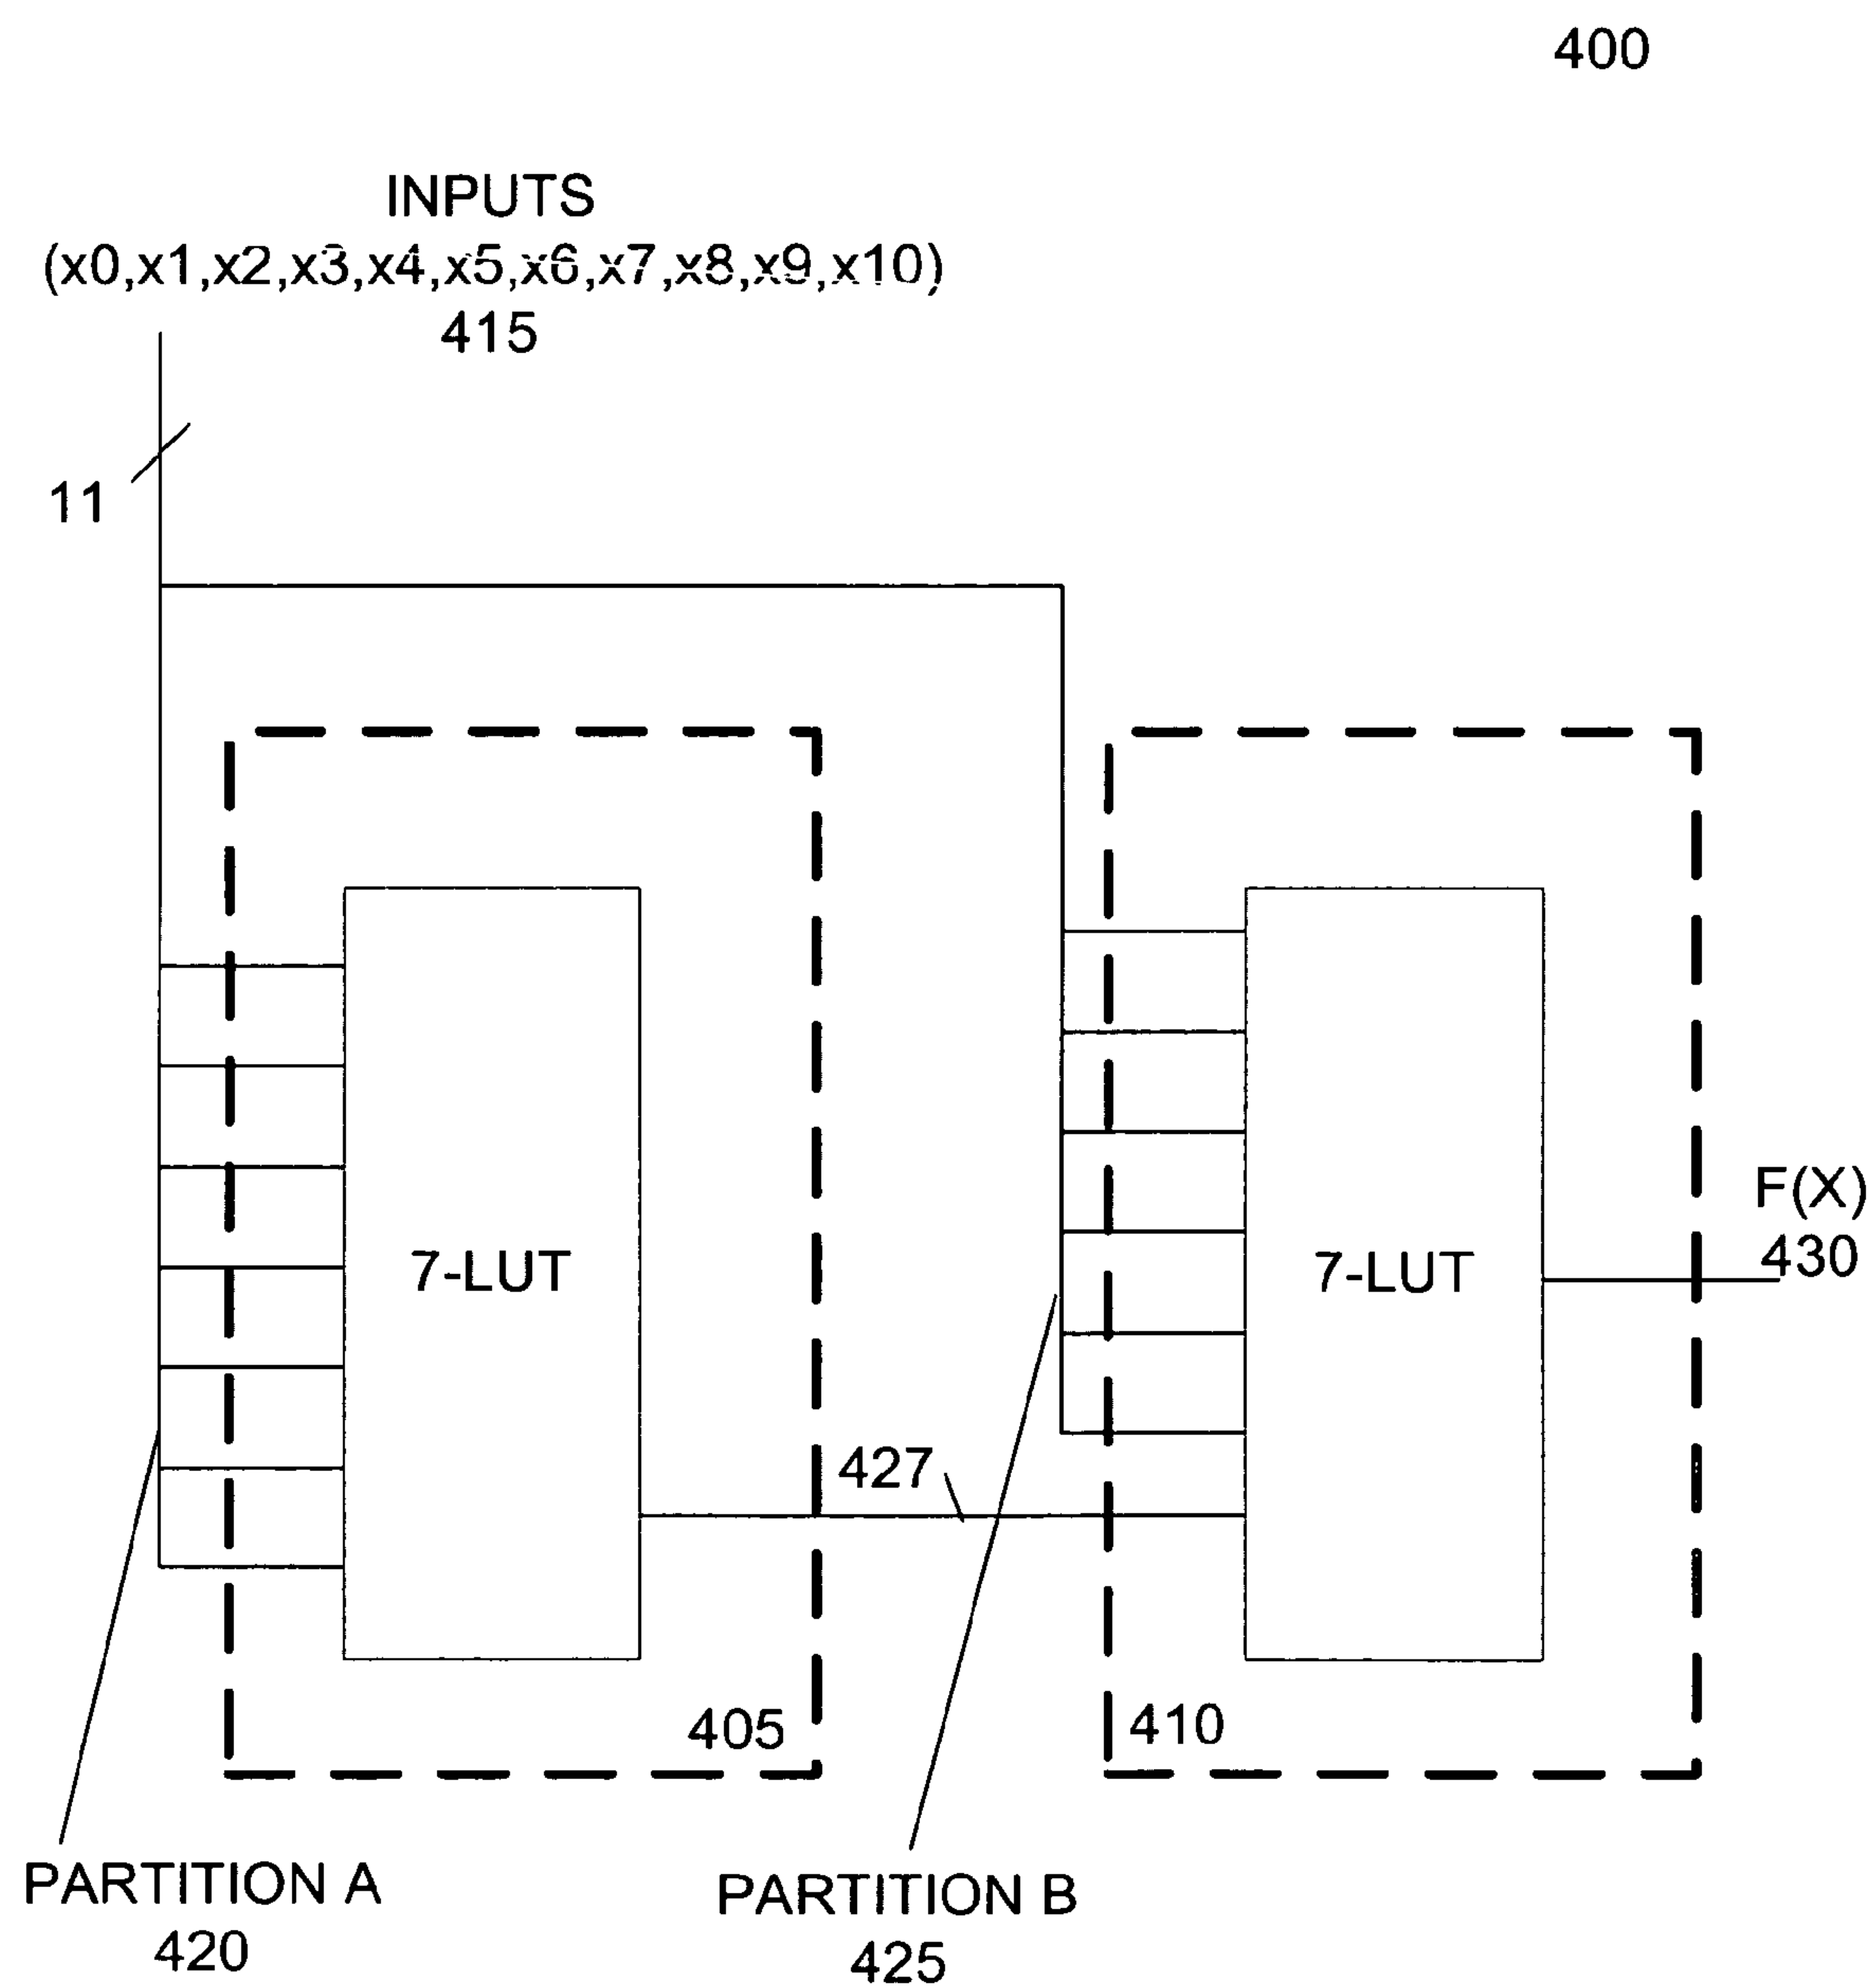 400
INPUTS
(x0,x1,x2,x3,x4,x5,x6,x7,x8,x9,x10)
415
11
7-LUT
7-LUT
F(X)
430
427
405
410
PARTITION A
420
PARTITION B
425